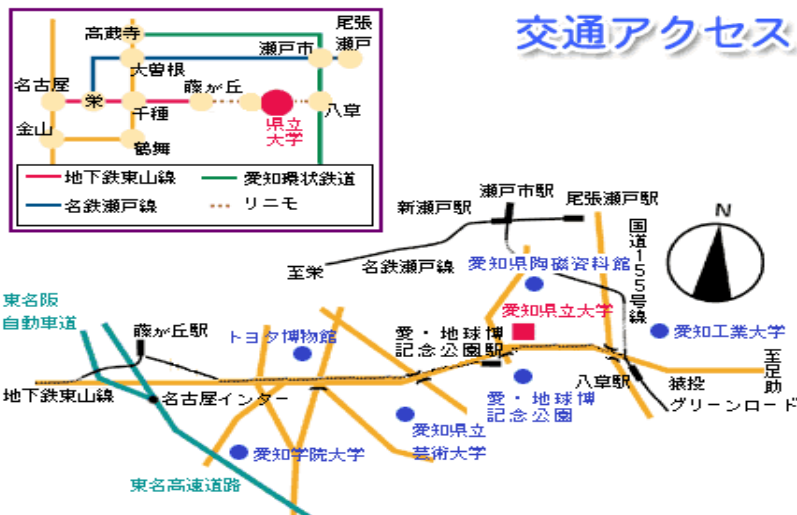 交通アクセス
尾張
瀬戸
高蔵寺
瀬戸市
大曽根
名古屋
藤が丘
栄
千種
八草
金山
県立
大学
鶴舞
地下鉄東山線
愛知環状鉄道
名鉄瀬戸線
リニモ
瀬戸市駅
新瀬戸駅
尾張瀬戸駅
N
国道155号線
至栄
名鉄瀬戸線
愛知県陶磁資料館
東名阪
自動車道
愛知県立大学
藤が丘駅
トヨタ博物館
愛・地球博
記念公園駅
愛知工業大学
至足助
地下鉄東山線
名古屋インター
八草駅
猿投
グリーンロード
愛・地球博
記念公園
愛知県立
芸術大学
愛知学院大学
東名高速道路